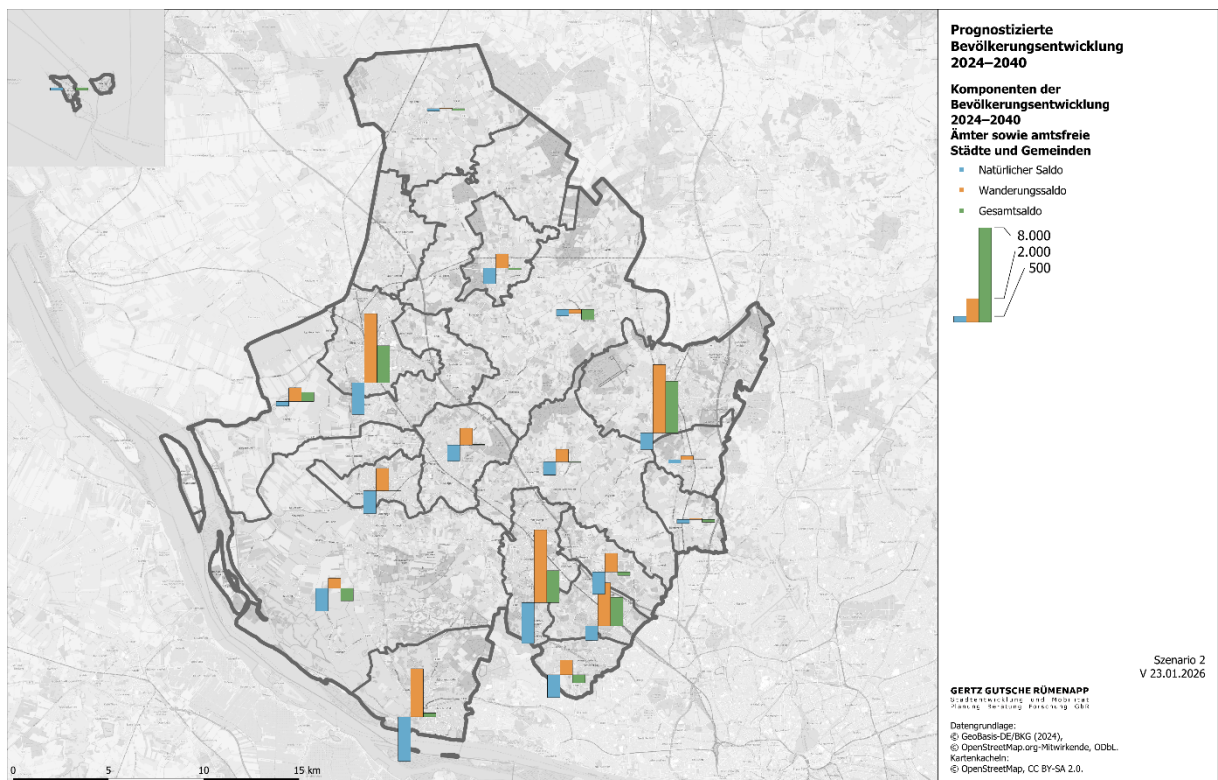 Prognostizierte
Bevölkerungsentwicklung
2024–2040
Komponenten der
Bevölkerungsentwicklung
2024–2040
Ämter sowie amtsfreie
Städte und Gemeinden
Natürlicher Saldo
Wanderungssaldo
Gesamtsaldo
8.000
2.000
500
Szenario 2
V 23.01.2026
GERTZ GUTSCHE RÜMENAPP
Stadtentwicklung und Mobilität
Planung Beratung Forschung GbR
Datengrundlage:
© GeoBasis-DE/BKG (2024),
© OpenStreetMap.org-Mitwirkende, ODbL.
Kartenkacheln:
© OpenStreetMap, CC BY-SA 2.0.
0 5 10 15 km